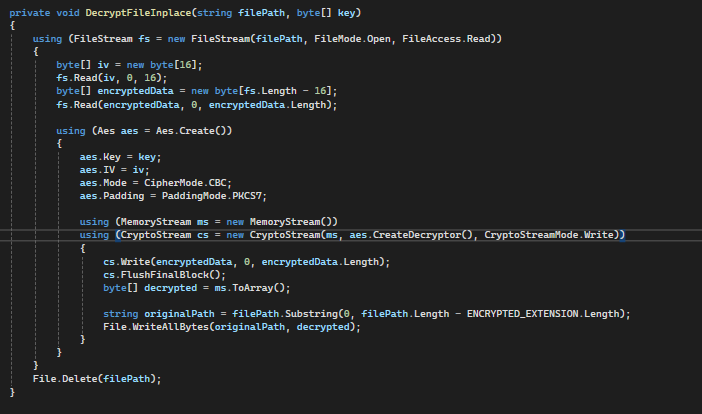 private void DecryptFileInplace(string filePath, byte[] key)
{
using (FileStream fs = new FileStream(filePath, FileMode.Open, FileAccess.Read))
{
byte[] iv = new byte[16];
fs.Read(iv, 0, 16);
byte[] encryptedData = new byte[fs.Length - 16];
fs.Read(encryptedData, 0, encryptedData.Length);
using (Aes aes = Aes.Create())
{
aes.Key = key;
aes.IV = iv;
aes.Mode = CipherMode.CBC;
aes.Padding = PaddingMode.PKCS7;
using (MemoryStream ms = new MemoryStream())
using (CryptoStream cs = new CryptoStream(ms, aes.CreateDecryptor(), CryptoStreamMode.Write))
{
cs.Write(encryptedData, 0, encryptedData.Length);
cs.FlushFinalBlock();
byte[] decrypted = ms.ToArray();
string originalPath = filePath.Substring(0, filePath.Length - ENCRYPTED_EXTENSION.Length);
File.WriteAllBytes(originalPath, decrypted);
}
}
}
File.Delete(filePath);
}